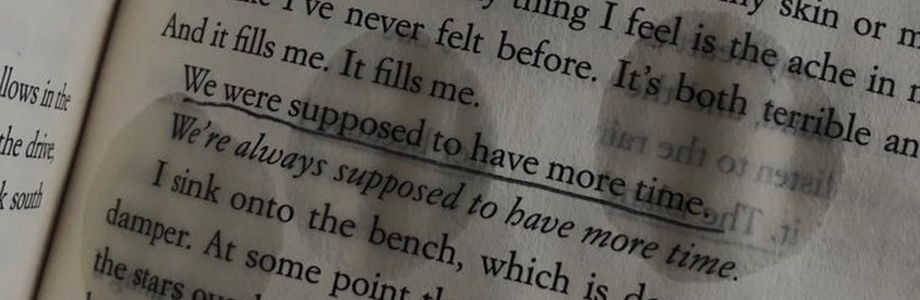 thing I feel is the ache in
I've never felt before. It's both terrible an
And it fills me. It fills me.
We were supposed to have more time.
We're always supposed to have more time.
I sink onto the bench, which is
damper. At some point
the stars
llows in the
the drive,
k south